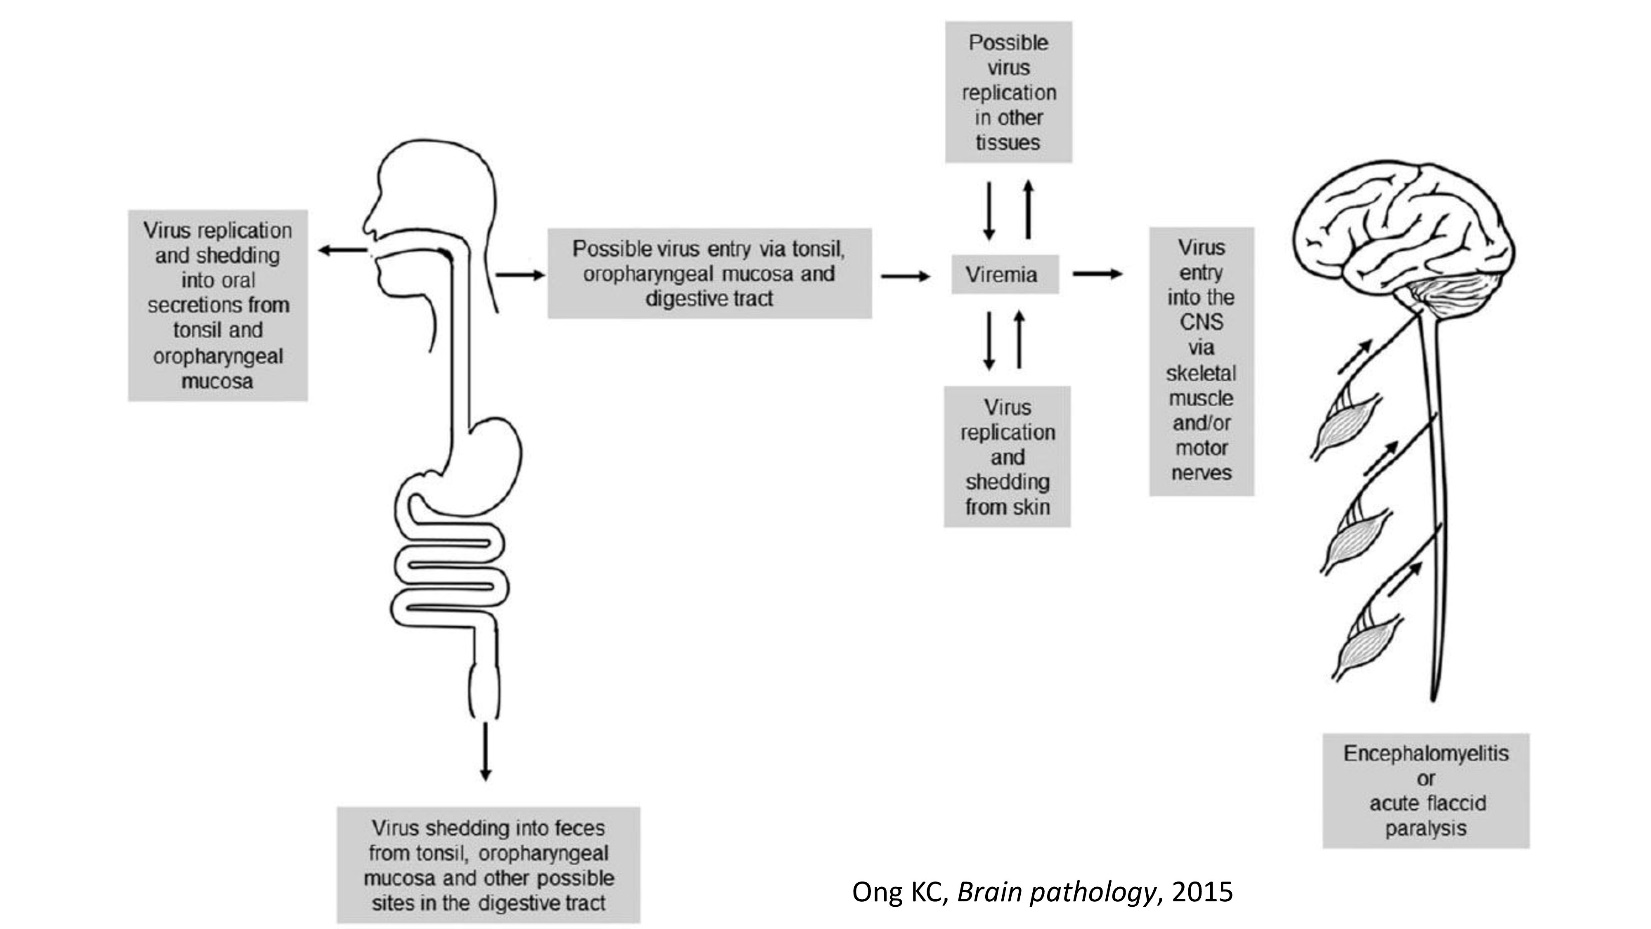 Virus replication
and shedding
into oral
secretions from
tonsil and
oropharyngeal
mucosa
Possible virus entry via tonsil,
oropharyngeal mucosa and
digestive tract
Possible
virus
replication
in other
tissues
Viremia
Virus
replication
and
shedding
from skin
Virus
entry
into the
CNS
via
skeletal
muscle
and/or
motor
nerves
Encephalomyelitis
or
acute flaccid
paralysis
Virus shedding into feces
from tonsil, oropharyngeal
mucosa and other possible
sites in the digestive tract
Ong KC, Brain pathology, 2015